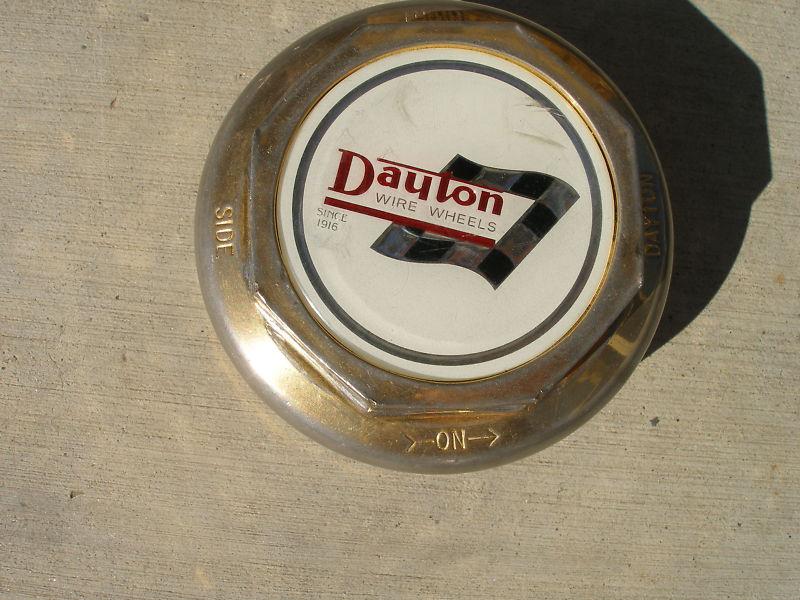 Dayton
WIRE WHEELS
SINCE
1916
SIDE
DAYTON
>-ON->